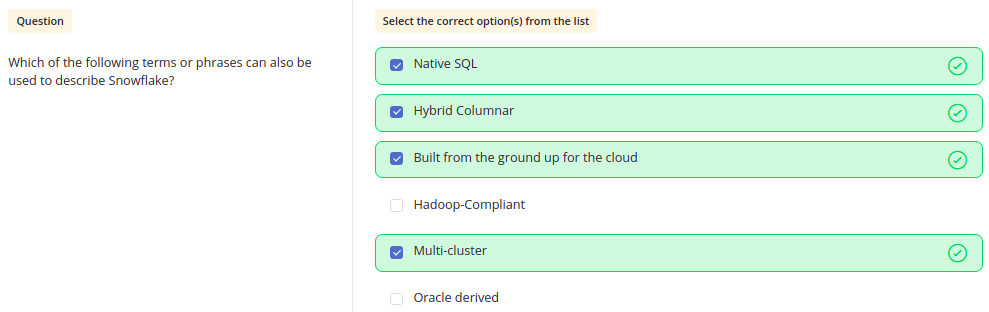 Question
Which of the following terms or phrases can also be
used to describe Snowflake?
Select the correct option(s) from the list
Native SQL
Hybrid Columnar
Built from the ground up for the cloud
Hadoop-Compliant
Multi-cluster
Oracle derived